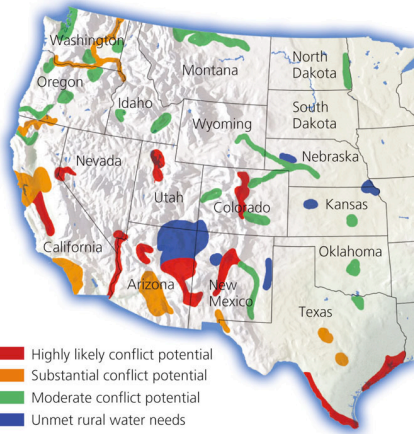 Washington
Oregon
Idaho
Montana
North
Dakota
South
Dakota
Wyoming
Nebraska
Nevada
Utah
Colorado
Kansas
California
Arizona
New
Mexico
Oklahoma
Texas
Highly likely conflict potential
Substantial conflict potential
Moderate conflict potential
Unmet rural water needs